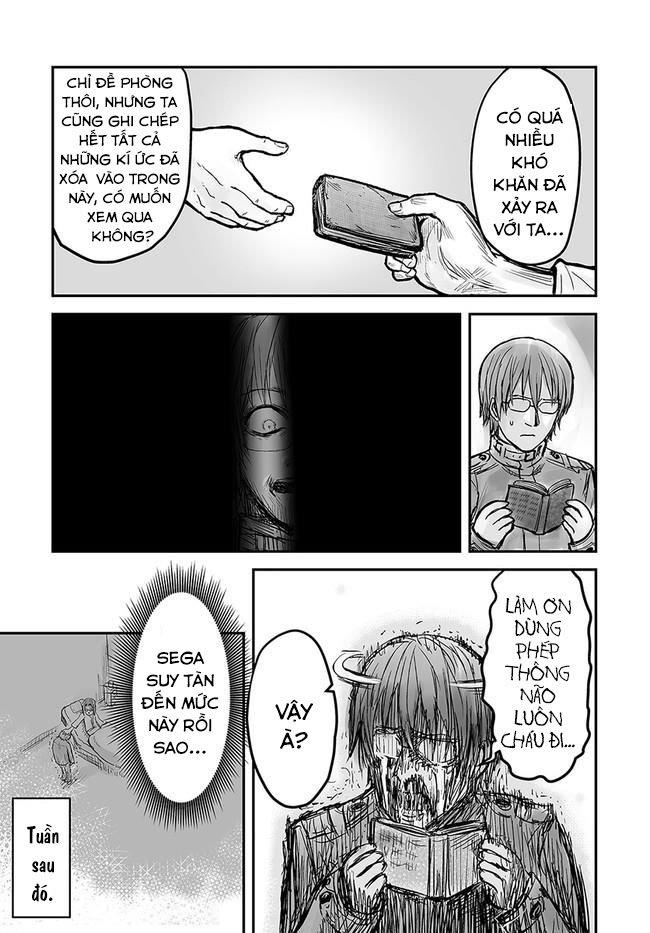 CÓ QUÁ
NHIỀU
KHÓ
KHĂN ĐÃ
XẢY RA
VỚI TA...
CHỈ ĐỀ PHÒNG
THÔI, NHƯNG TA
CŨNG GHI CHÉP
HẾT TẤT CẢ
NHỮNG KÍ ỨC ĐÃ
XÓA VÀO TRONG
NÀY, CÓ MUỐN
XEM QUA
KHÔNG?
LÀM ƠN
DÙNG
PHÉP
THÔNG
NÃO
LUÔN
CHÁU ĐI...
VẬY
À?
SEGA
SUY TÀN
ĐẾN MỨC
NÀY RỒI
SAO...
Tuần
sau
đó.